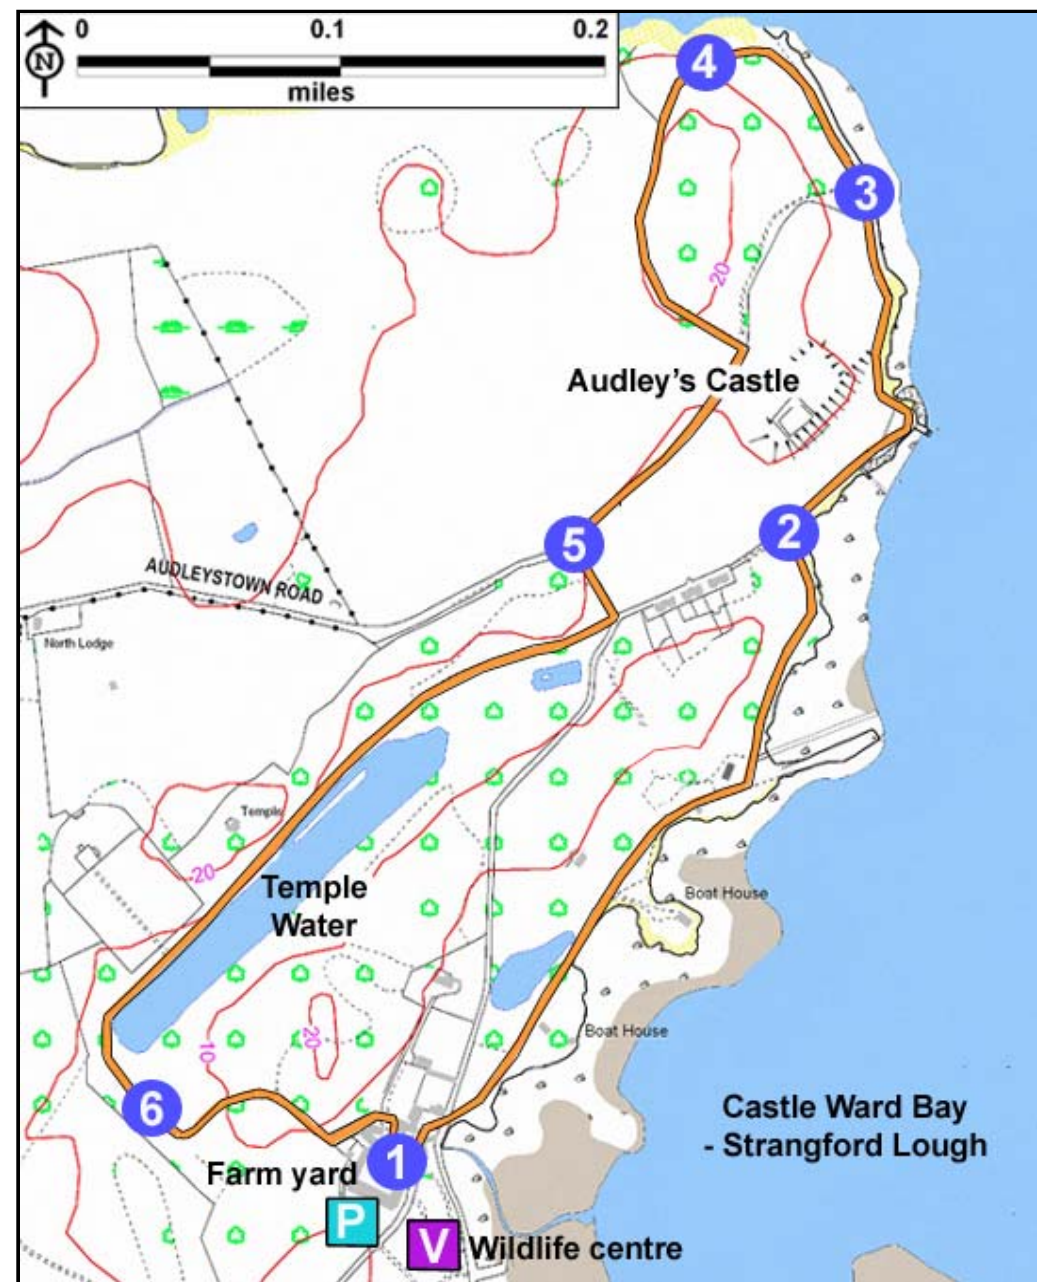 0 0.1 0.2
N
miles
4
3
20
Audley's Castle
2
5
AUDLEYSTOWN ROAD
North Lodge
Temple
20
Temple
Water
Boat House
Boat House
10
20
6
Castle Ward Bay
- Strangford Lough
1
Farm yard
P
V Wildlife centre